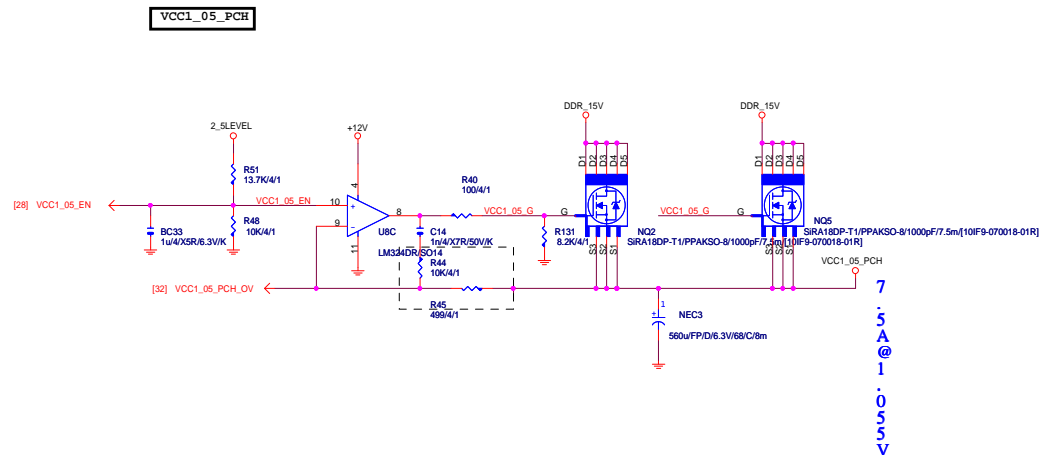 VCC1_05_PCH
DDR_15V
DDR_15V
2_5LEVEL
+12V
D1
D2
D3
D4
D5
D1
D2
D3
D4
D5
R51
13.7K/4/1
R40
100/4/1
[28] VCC1_05_EN
VCC1_05_EN
10
+
9
-
4
8
11
U8C
LM324DR/SO14
VCC1_05_G
G
VCC1_05_G
G
BC33
1u/4/X5R/6.3V/K
R48
10K/4/1
C14
1n/4/X7R/50V/K
R131
8.2K/4/1
NQ2
SiRA18DP-T1/PPAKSO-8/1000pF/7.5m/[10IF9-070018-01R]
NQ5
SiRA18DP-T1/PPAKSO-8/1000pF/7.5m/[10IF9-070018-01R]
S3
S2
S1
S3
S2
S1
R44
10K/4/1
VCC1_05_PCH
[32] VCC1_05_PCH_OV
R45
499/4/1
1
+
NEC3
560u/FP/D/6.3V/68/C/8m
7.5A@1.055V